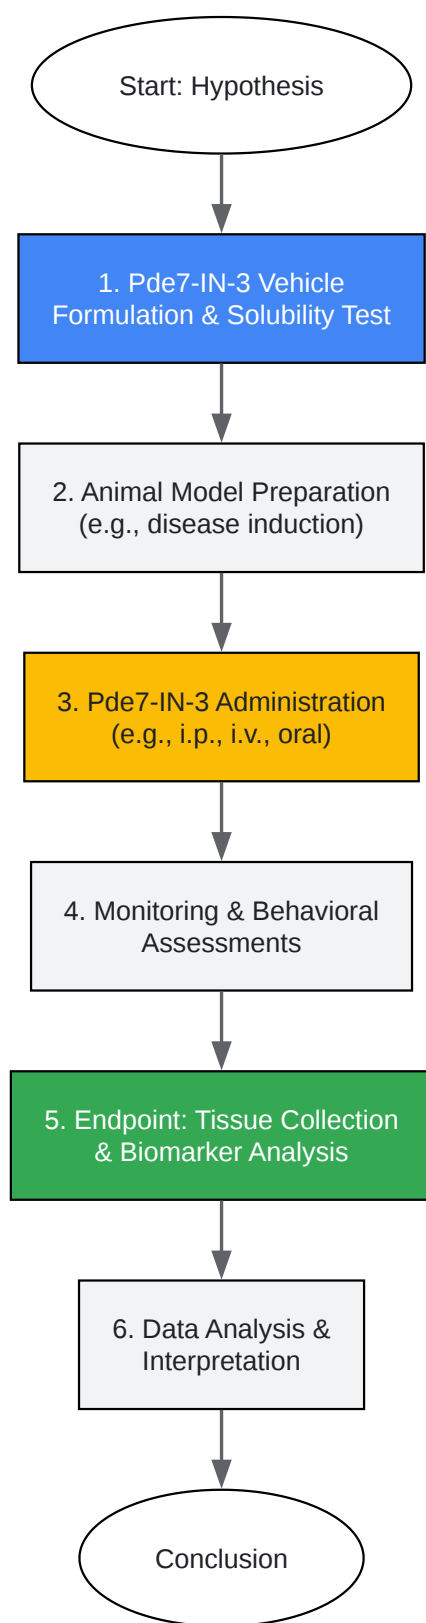 Start: Hypothesis
1. Pde7-IN-3 Vehicle
Formulation & Solubility Test
2. Animal Model Preparation
(e.g., disease induction)
3. Pde7-IN-3 Administration
(e.g., i.p., i.v., oral)
4. Monitoring & Behavioral
Assessments
5. Endpoint: Tissue Collection
& Biomarker Analysis
6. Data Analysis &
Interpretation
Conclusion